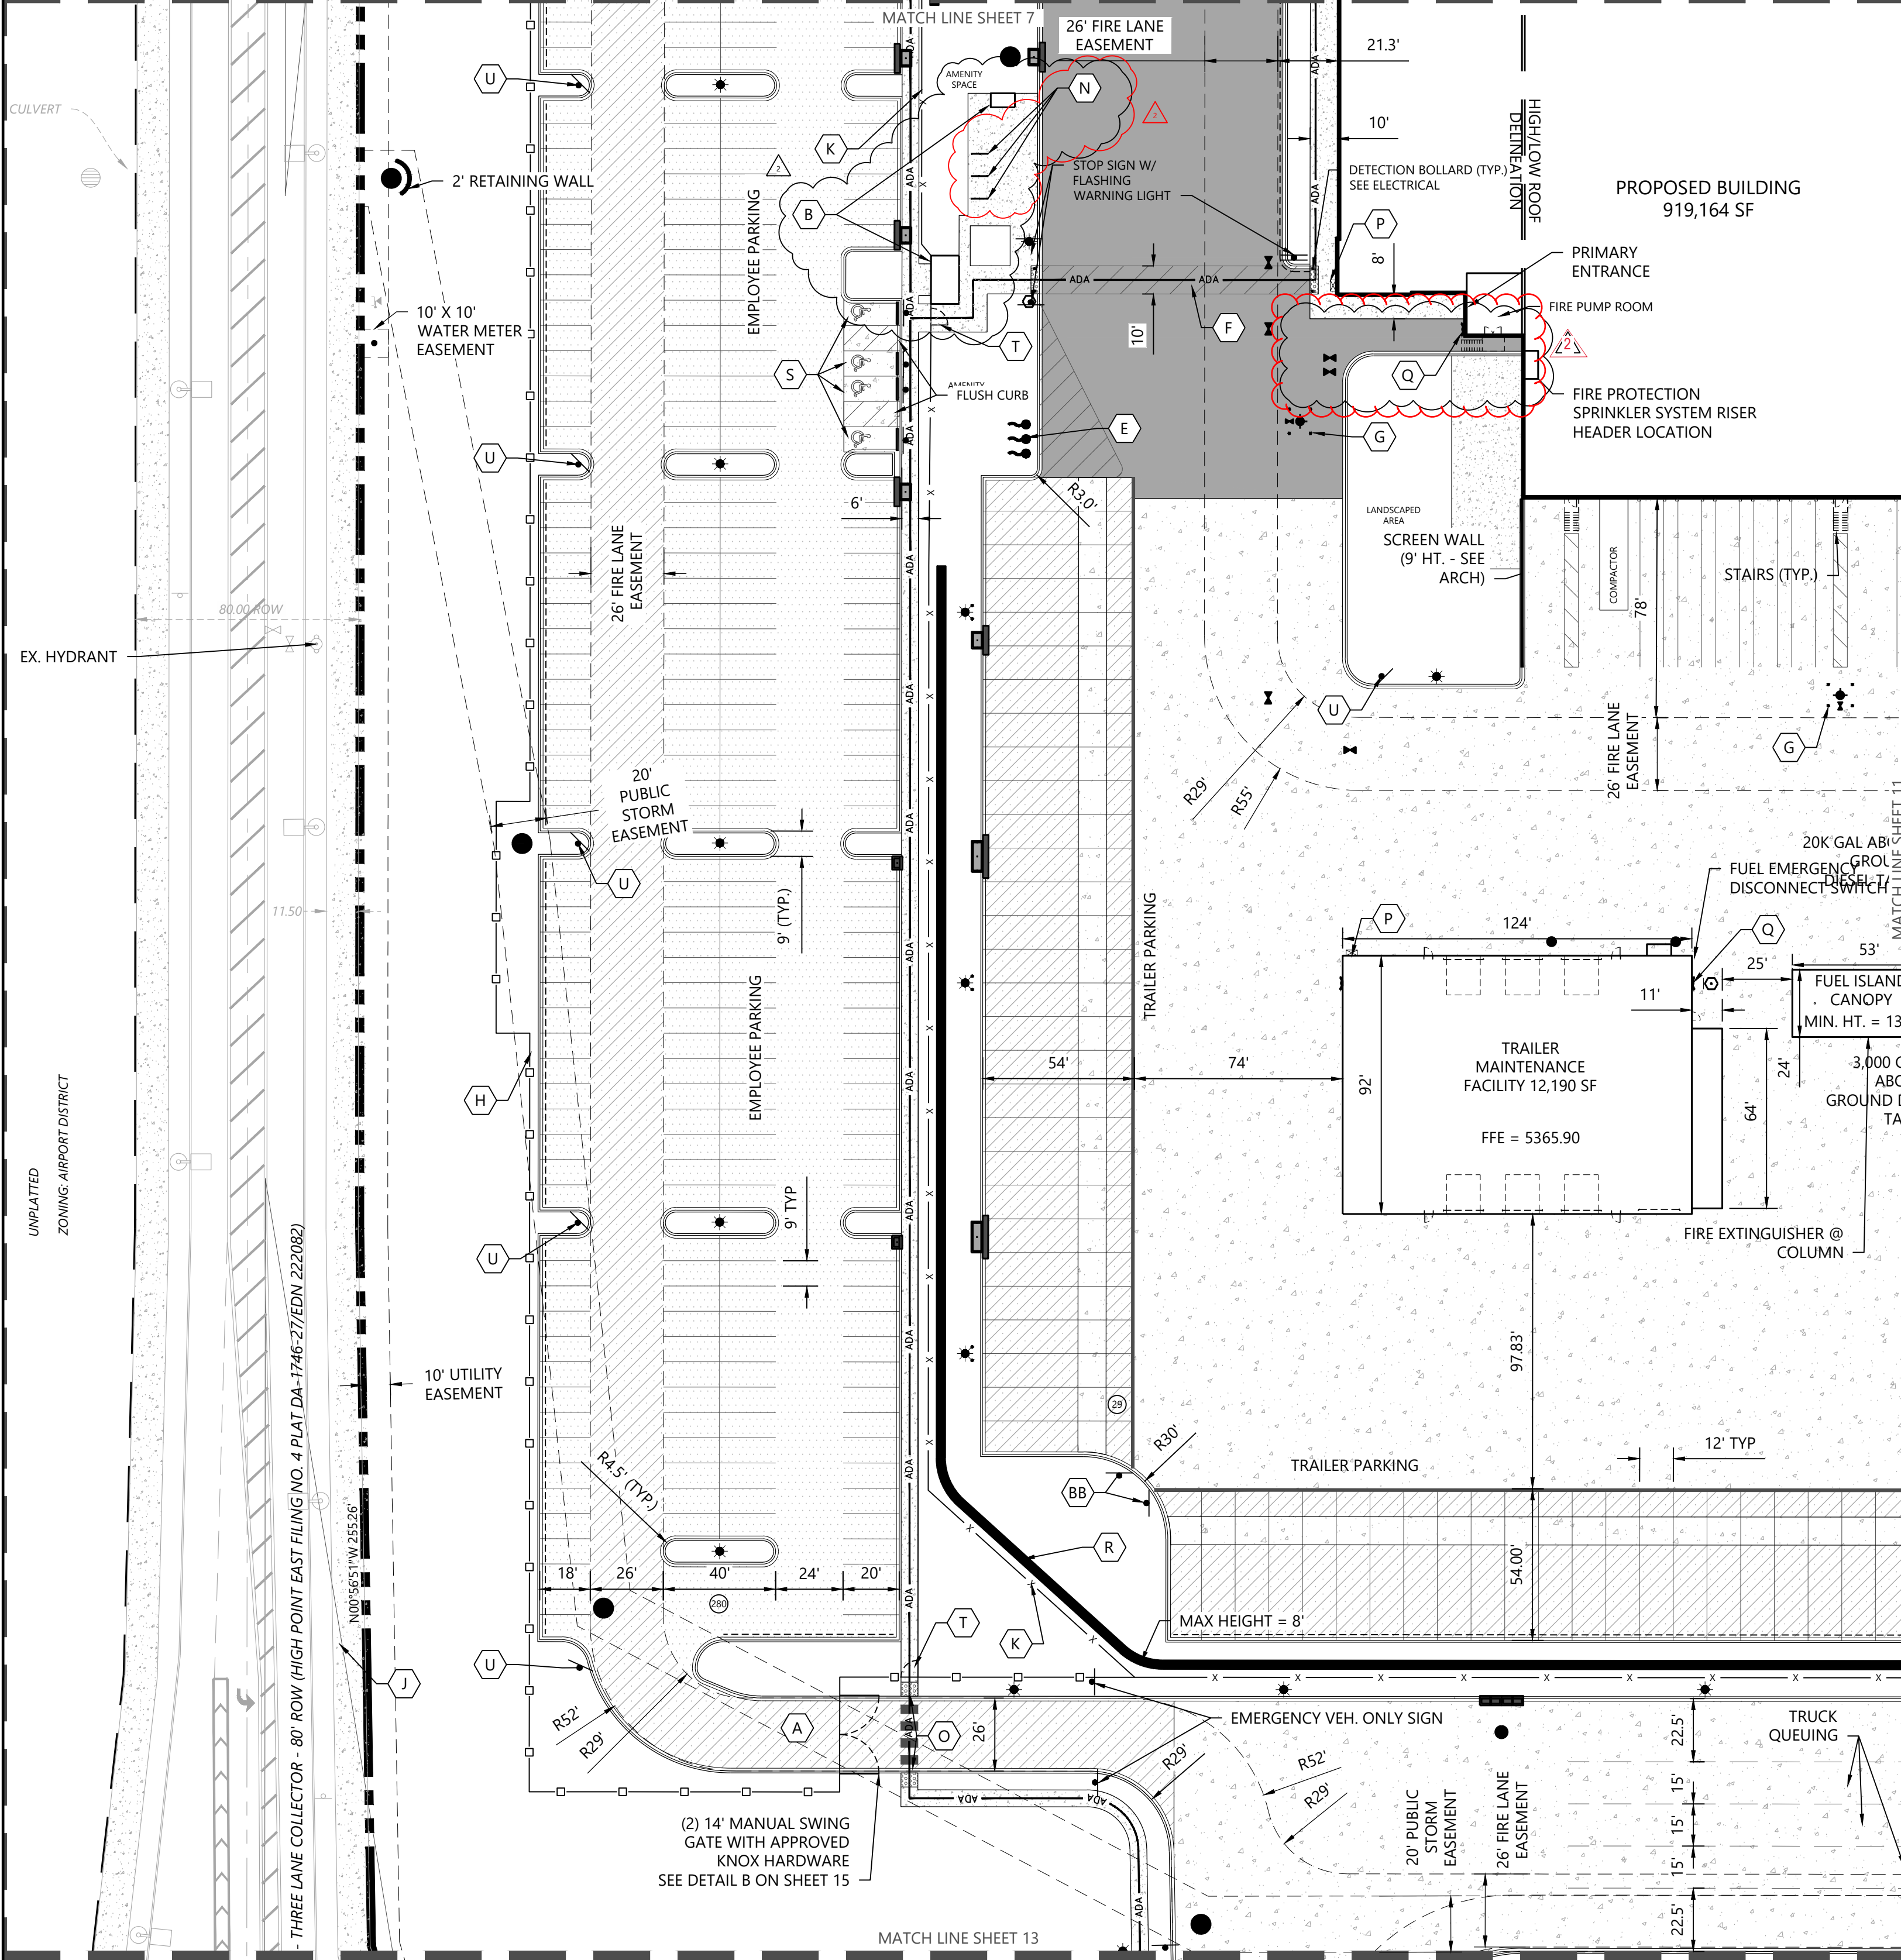 MATCH LINE SHEET 7
26' FIRE LANE
EASEMENT
21.3'
10'
CULVERT
U
AMENITY
SPACE
N
2
K
2
STOP SIGN W/
FLASHING
WARNING LIGHT
DETECTION BOLLARD (TYP.)
SEE ELECTRICAL
HIGH/LOW ROOF
DELINEATION
PROPOSED BUILDING
919,164 SF
2' RETAINING WALL
EMPLOYEE PARKING
B
P
8'
PRIMARY
ENTRANCE
ADA
ADA
FIRE PUMP ROOM
10' X 10'
WATER METER
EASEMENT
10'
F
T
2
S
Q
FLUSH CURB
FIRE PROTECTION
SPRINKLER SYSTEM RISER
HEADER LOCATION
E
G
U
R3.0'
6'
LANDSCAPED
AREA
SCREEN WALL
(9' HT. - SEE
ARCH)
COMPACTOR
STAIRS (TYP.)
78'
26' FIRE LANE
EASEMENT
80.00 ROW
EX. HYDRANT
U
G
26' FIRE LANE
EASEMENT
R29'
R55'
20'
PUBLIC
STORM
EASEMENT
U
9' (TYP.)
11.50
MATCH LINE SHEET 11
20K GAL
FUEL EMERGENCY
DISCONNECT SWITCH
TRAILER PARKING
P
124'
Q
53'
25'
11'
FUEL ISLAND
CANOPY
MIN. HT. = 13
EMPLOYEE PARKING
54'
74'
92'
TRAILER
MAINTENANCE
FACILITY 12,190 SF
FFE = 5365.90
24'
64'
3,000
GROUND
H
UNPLATTED
ZONING: AIRPORT DISTRICT
9' TYP
U
FIRE EXTINGUISHER @
COLUMN
- THREE LANE COLLECTOR - 80' ROW (HIGH POINT EAST FILING NO. 4 PLAT DA-1746-27/EDN 222082)
10' UTILITY
EASEMENT
97.83'
29
R30'
12' TYP
TRAILER PARKING
R4.5' (TYP.)
BB
N00°56'51"W 255.26'
R
54.00'
18'
26'
40'
24'
20'
280
MAX HEIGHT = 8'
T
K
U
J
A
O
26'
R52'
R29'
EMERGENCY VEH. ONLY SIGN
R29'
R52'
R29'
TRUCK
QUEUING
22.5'
15'
15'
15'
22.5'
20' PUBLIC
STORM
EASEMENT
26' FIRE LANE
EASEMENT
ADA
ADA
ADA
(2) 14' MANUAL SWING
GATE WITH APPROVED
KNOX HARDWARE
SEE DETAIL B ON SHEET 15
MATCH LINE SHEET 13